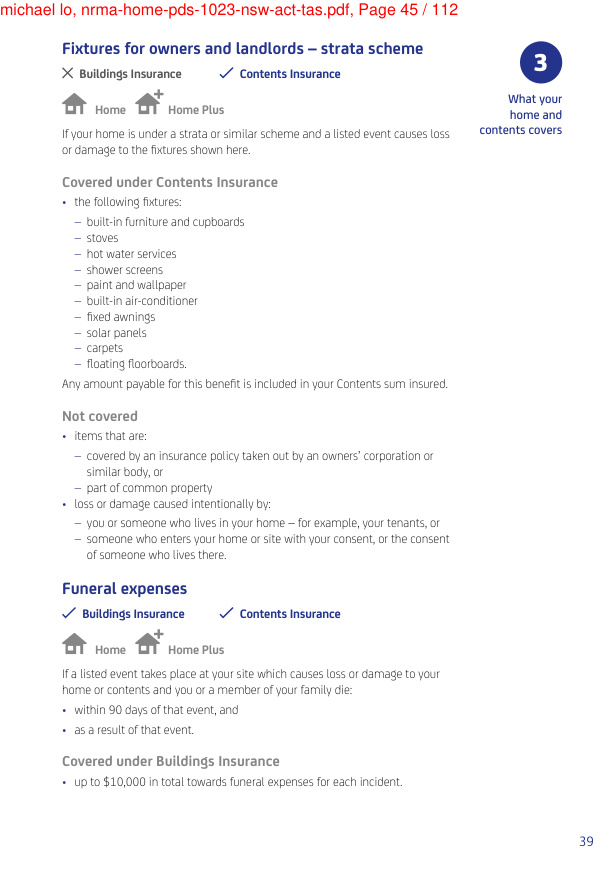 michael lo, nrma-home-pds-1023-nsw-act-tas.pdf, Page 45 / 112
Fixtures for owners and landlords – strata scheme
Buildings Insurance Contents Insurance
Home Home Plus
If your home is under a strata or similar scheme and a listed event causes loss
or damage to the fixtures shown here.
3
What your
home and
contents covers
Covered under Contents Insurance
• the following fixtures:
– built-in furniture and cupboards
– stoves
– hot water services
– shower screens
– paint and wallpaper
– built-in air-conditioner
– fixed awnings
– solar panels
– carpets
– floating floorboards.
Any amount payable for this benefit is included in your Contents sum insured.
Not covered
• items that are:
– covered by an insurance policy taken out by an owners’ corporation or
similar body, or
– part of common property
• loss or damage caused intentionally by:
– you or someone who lives in your home – for example, your tenants, or
– someone who enters your home or site with your consent, or the consent
of someone who lives there.
Funeral expenses
Buildings Insurance Contents Insurance
Home Home Plus
If a listed event takes place at your site which causes loss or damage to your
home or contents and you or a member of your family die:
• within 90 days of that event, and
• as a result of that event.
Covered under Buildings Insurance
• up to $10,000 in total towards funeral expenses for each incident.
39